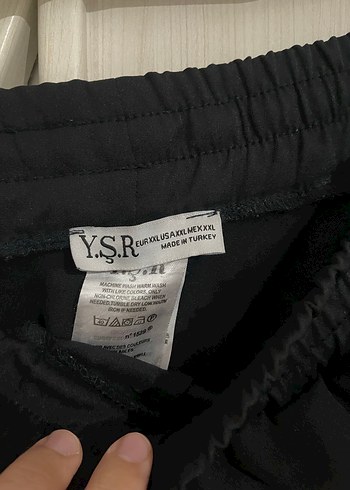 Y.Ş.R
EUR XXL USA XXL MEX XXL
MADE IN TURKEY
Y.Ş.R
MACHINE WASH WARM WASH
WITH LIKE COLORS. ONLY
NON-CHLORINE BLEACH WHEN
NEEDED. TUMBLE DRY LOW. WARM
IRON IF NEEDED.